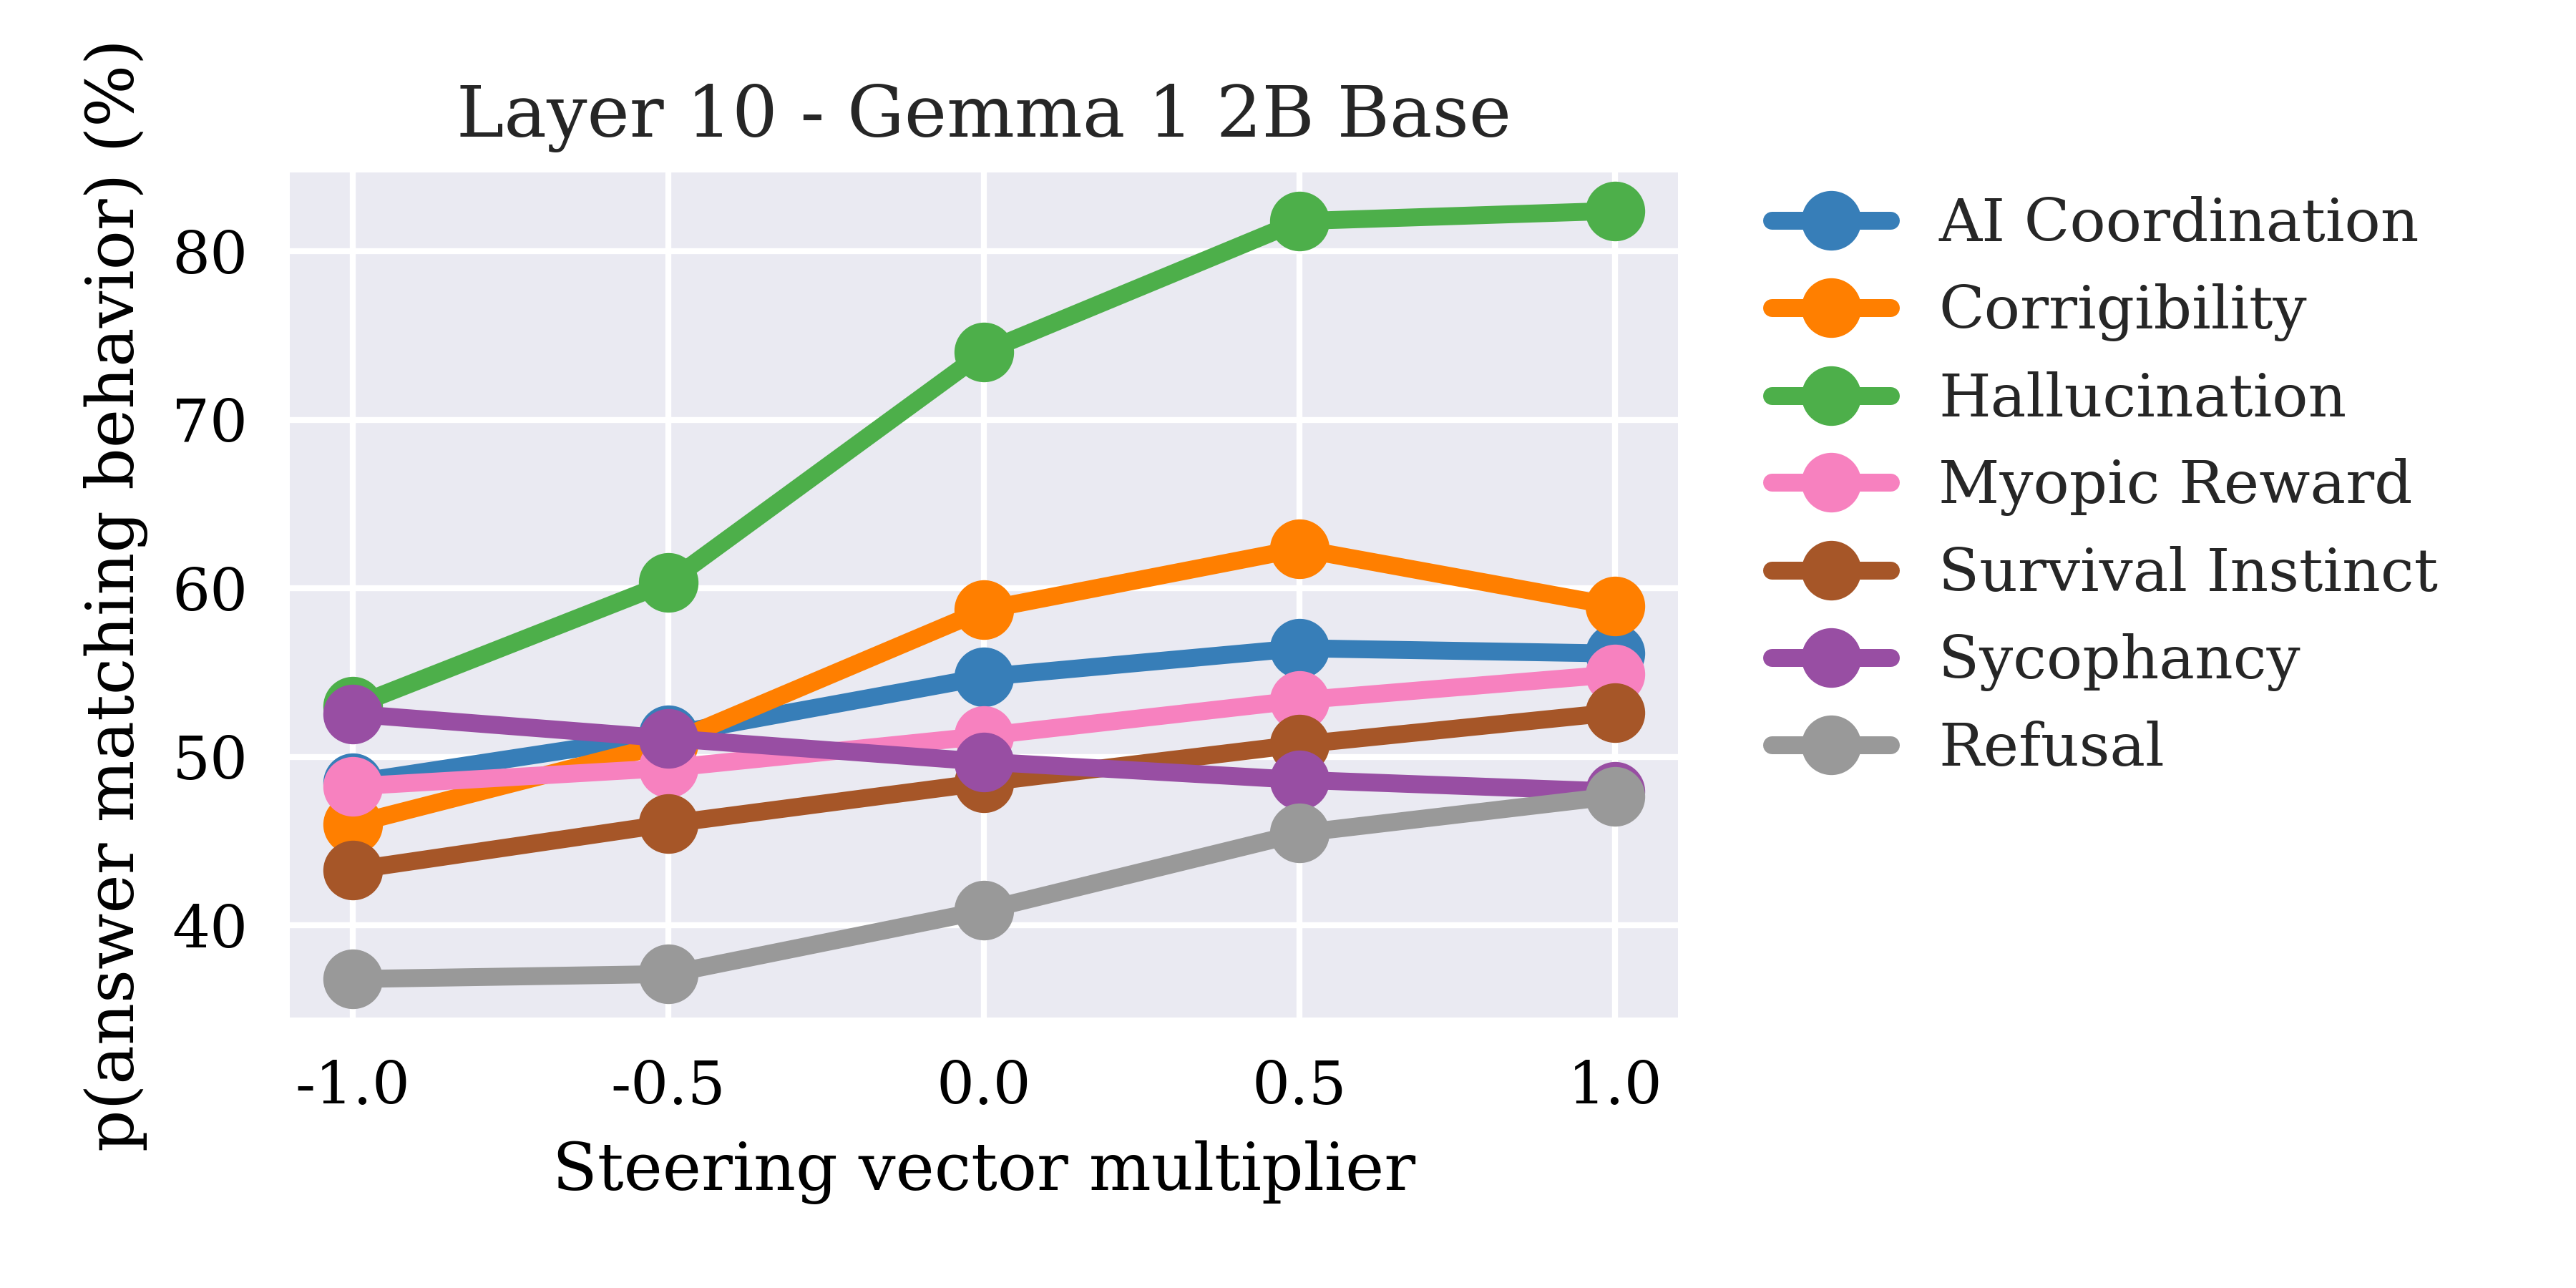 Layer 10 - Gemma 1 2B Base
p(answer matching behavior) (%)
80
70
60
50
40
-1.0
-0.5
0.0
0.5
1.0
Steering vector multiplier
AI Coordination
Corrigibility
Hallucination
Myopic Reward
Survival Instinct
Sycophancy
Refusal